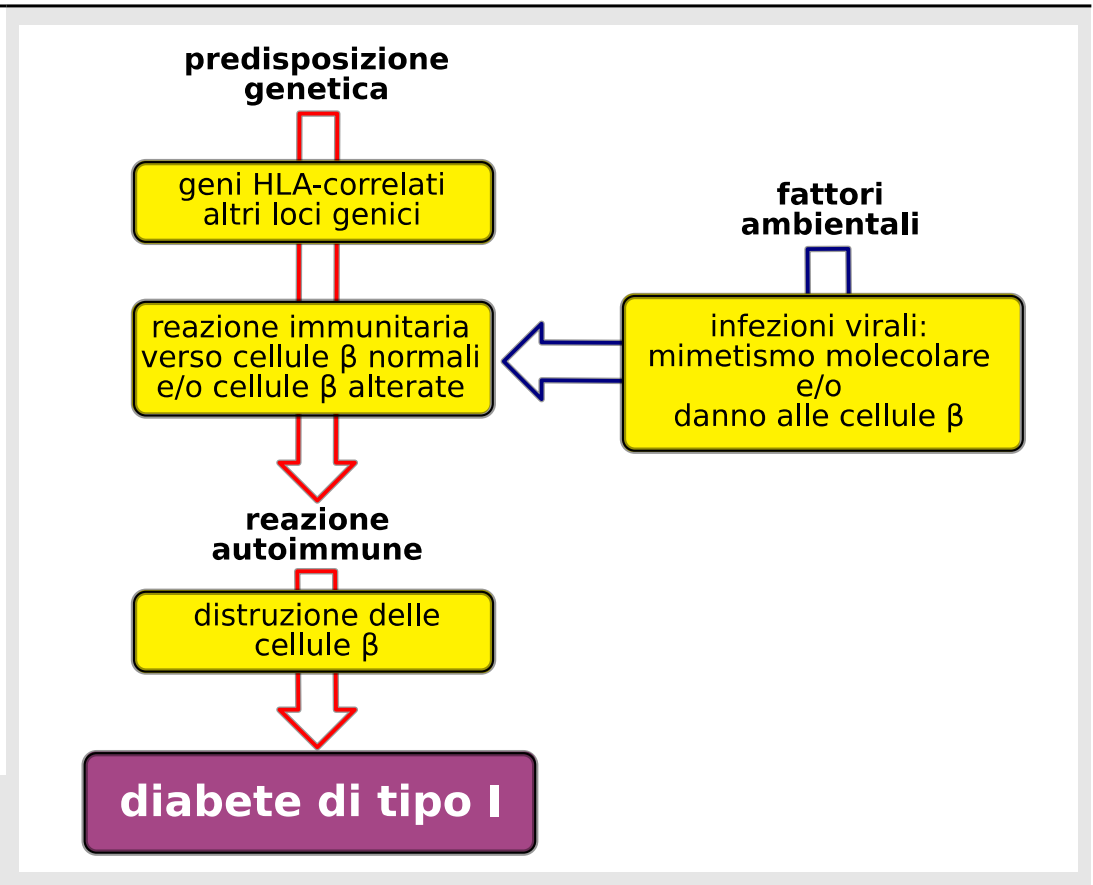 predisposizione
genetica
geni HLA-correlati
altri loci genici
fattori
ambientali
reazione immunitaria
verso cellule β normali
e/o cellule β alterate
infezioni virali:
mimetismo molecolare
e/o
danno alle cellule β
reazione
autoimmune
distruzione delle
cellule β
diabete di tipo I